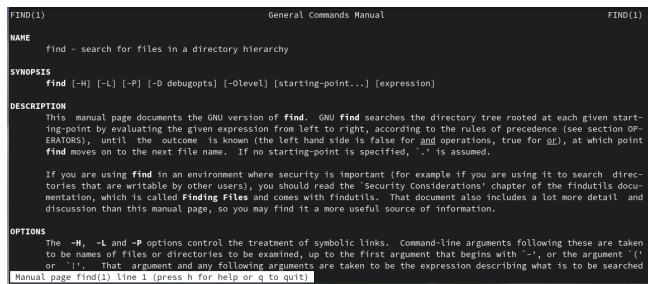 FIND(1) General Commands Manual FIND(1)
NAME
find - search for files in a directory hierarchy
SYNOPSIS
find [-H] [-L] [-P] [-D debugopts] [-Olevel] [starting-point...] [expression]
DESCRIPTION
This manual page documents the GNU version of find. GNU find searches the directory tree rooted at each given start-
ing-point by evaluating the given expression from left to right, according to the rules of precedence (see section OP-
ERATORS), until the outcome is known (the left hand side is false for and operations, true for or), at which point
find moves on to the next file name. If no starting-point is specified, `.' is assumed.
If you are using find in an environment where security is important (for example if you are using it to search direc-
tories that are writable by other users), you should read the `Security Considerations' chapter of the findutils docu-
mentation, which is called Finding Files and comes with findutils. That document also includes a lot more detail and
discussion than this manual page, so you may find it a more useful source of information.
OPTIONS
The -H, -L and -P options control the treatment of symbolic links. Command-line arguments following these are taken
to be names of files or directories to be examined, up to the first argument that begins with `-', or the argument `('
or `!'. That argument and any following arguments are taken to be the expression describing what is to be searched
Manual page find(1) line 1 (press h for help or q to quit)